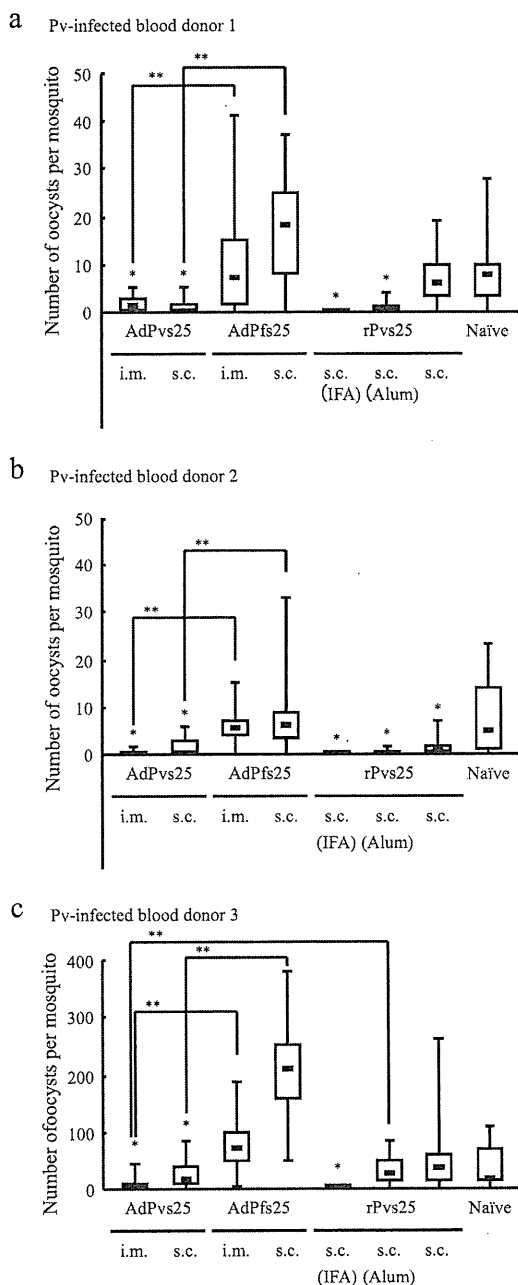 a Pv-infected blood donor 1
Number of oocysts per mosquito
50
40
30
20
10
0
** **
* * * *
AdPvs25 AdPfs25 rPvs25 Naïve
i.m. s.c. i.m. s.c. s.c. s.c. s.c.
(IFA) (Alum)
b Pv-infected blood donor 2
Number of oocysts per mosquito
50
40
30
20
10
0
** **
* * * * *
AdPvs25 AdPfs25 rPvs25 Naïve
i.m. s.c. i.m. s.c. s.c. s.c. s.c.
(IFA) (Alum)
c Pv-infected blood donor 3
Number ofoocysts per mosquito
400
300
200
100
0
** ** **
* * *
AdPvs25 AdPfs25 rPvs25 Naïve
i.m. s.c. i.m. s.c. s.c. s.c. s.c.
(IFA) (Alum)